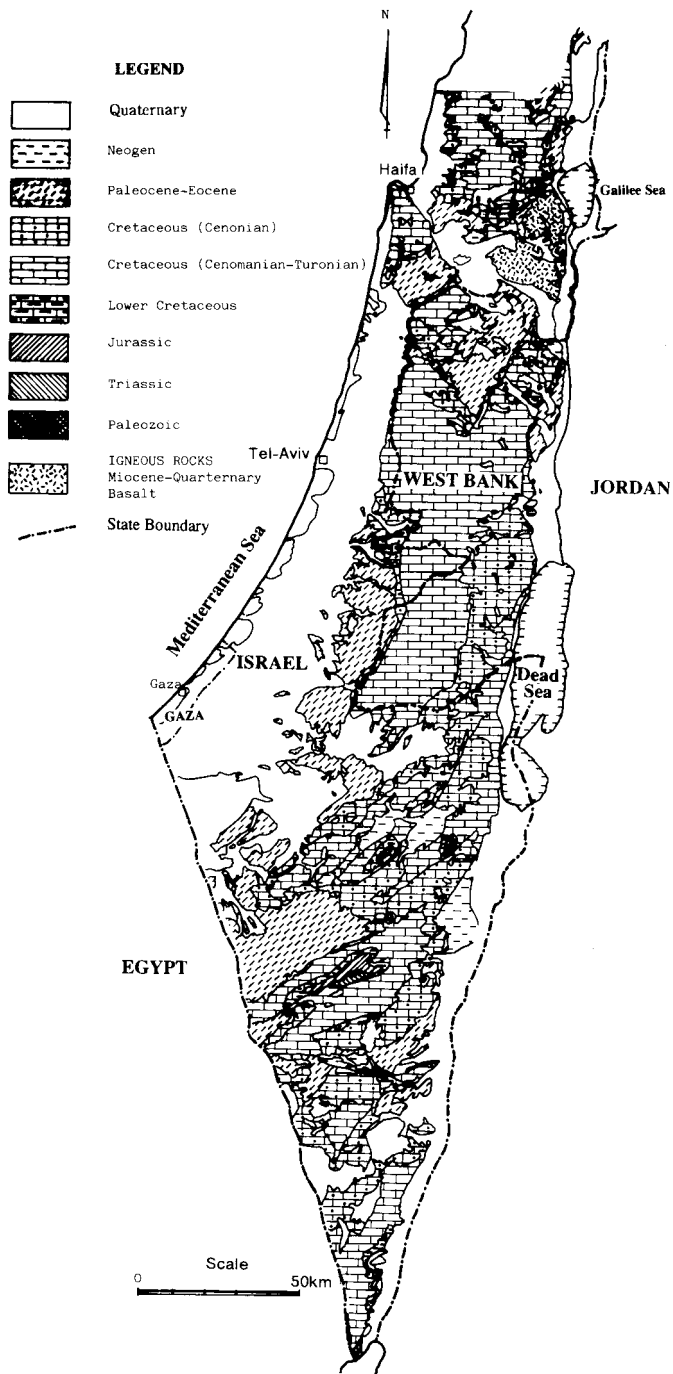 N
LEGEND
Quaternary
Neogen
Paleocene-Eocene
Cretaceous (Cenonian)
Cretaceous (Cenomanian-Turonian)
Lower Cretaceous
Jurassic
Triassic
Paleozoic
IGNEOUS ROCKS
Miocene-Quarternary
Basalt
State Boundary
Haifa
Galilee Sea
Tel-Aviv
WEST BANK
JORDAN
Mediterranean Sea
ISRAEL
Gaza
GAZA
Dead
Sea
EGYPT
Scale
0
50km